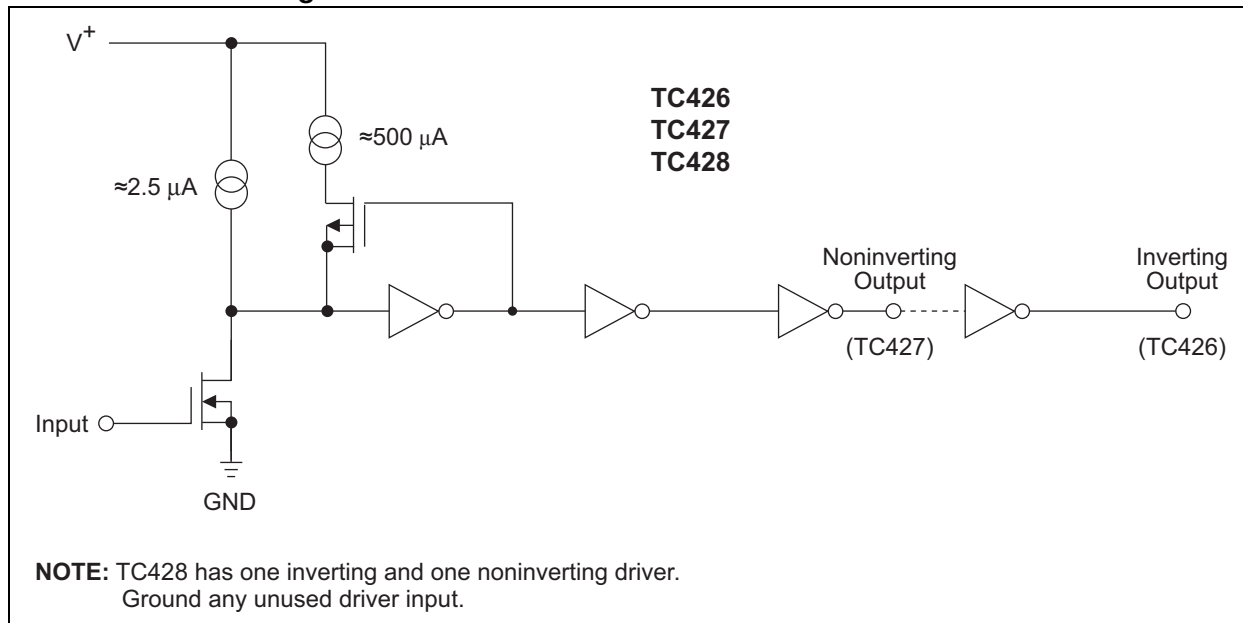 V+
≈500 μA
≈2.5 μA
TC426
TC427
TC428
Noninverting
Output
(TC427)
Inverting
Output
(TC426)
Input
GND
NOTE: TC428 has one inverting and one noninverting driver.
Ground any unused driver input.